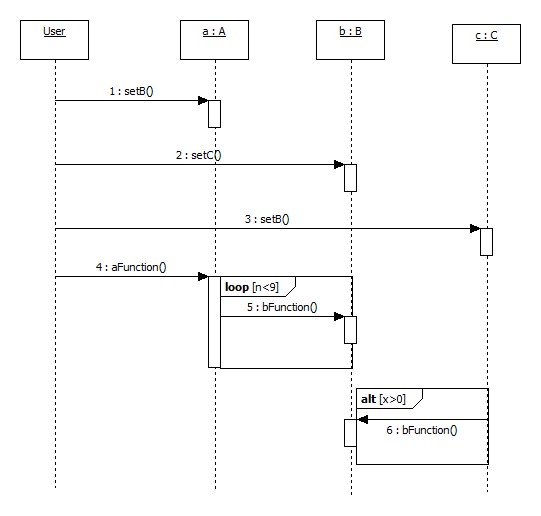 User
a : A
b : B
c : C
1 : setB()
2 : setC()
3 : setB()
4 : aFunction()
loop [n<9]
5 : bFunction()
alt [x>0]
6 : bFunction()